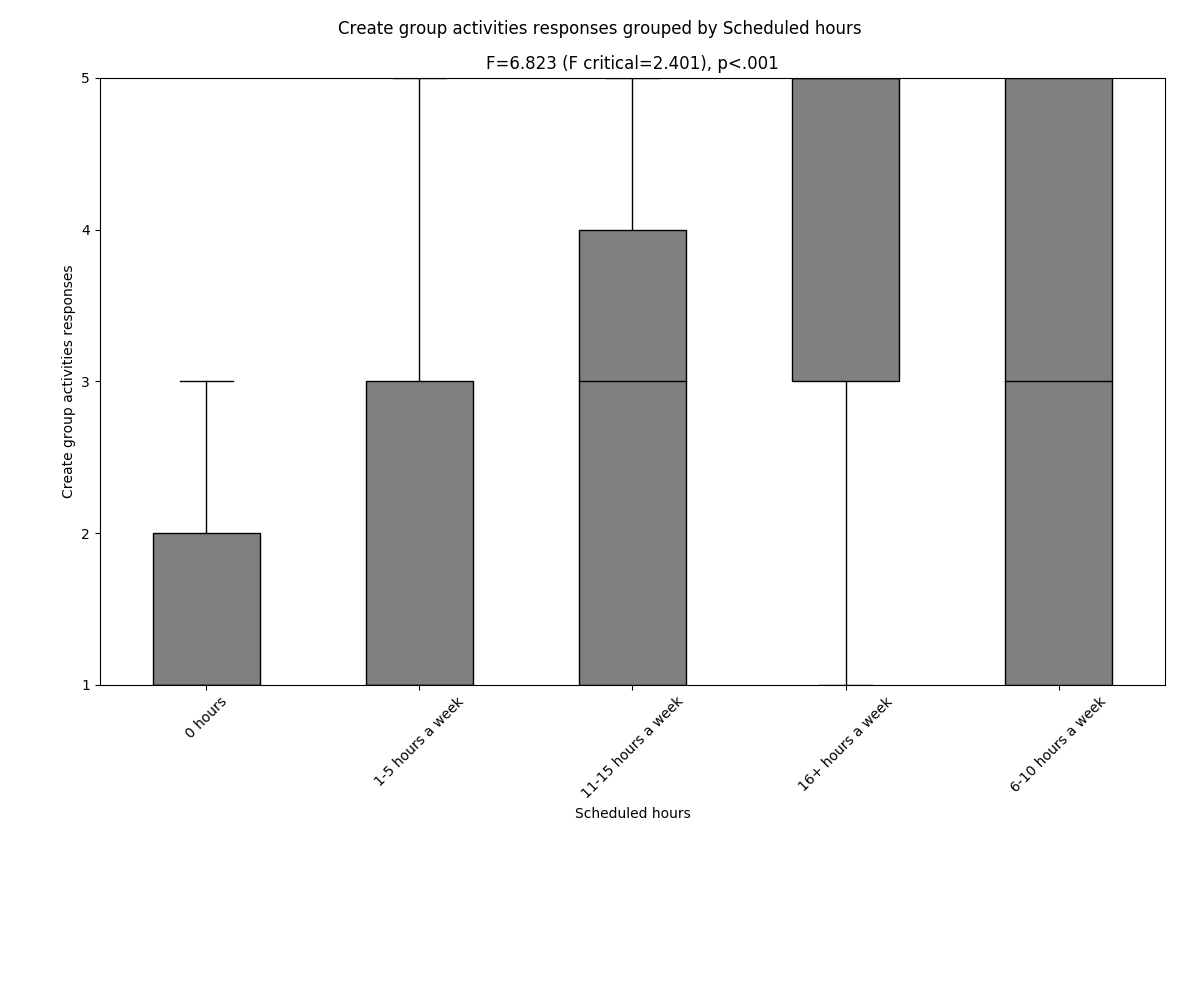 Create group activities responses grouped by Scheduled hours
F=6.823 (F critical=2.401), p<.001
Create group activities responses
5
4
3
2
1
0 hours
1-5 hours a week
11-15 hours a week
16+ hours a week
6-10 hours a week
Scheduled hours